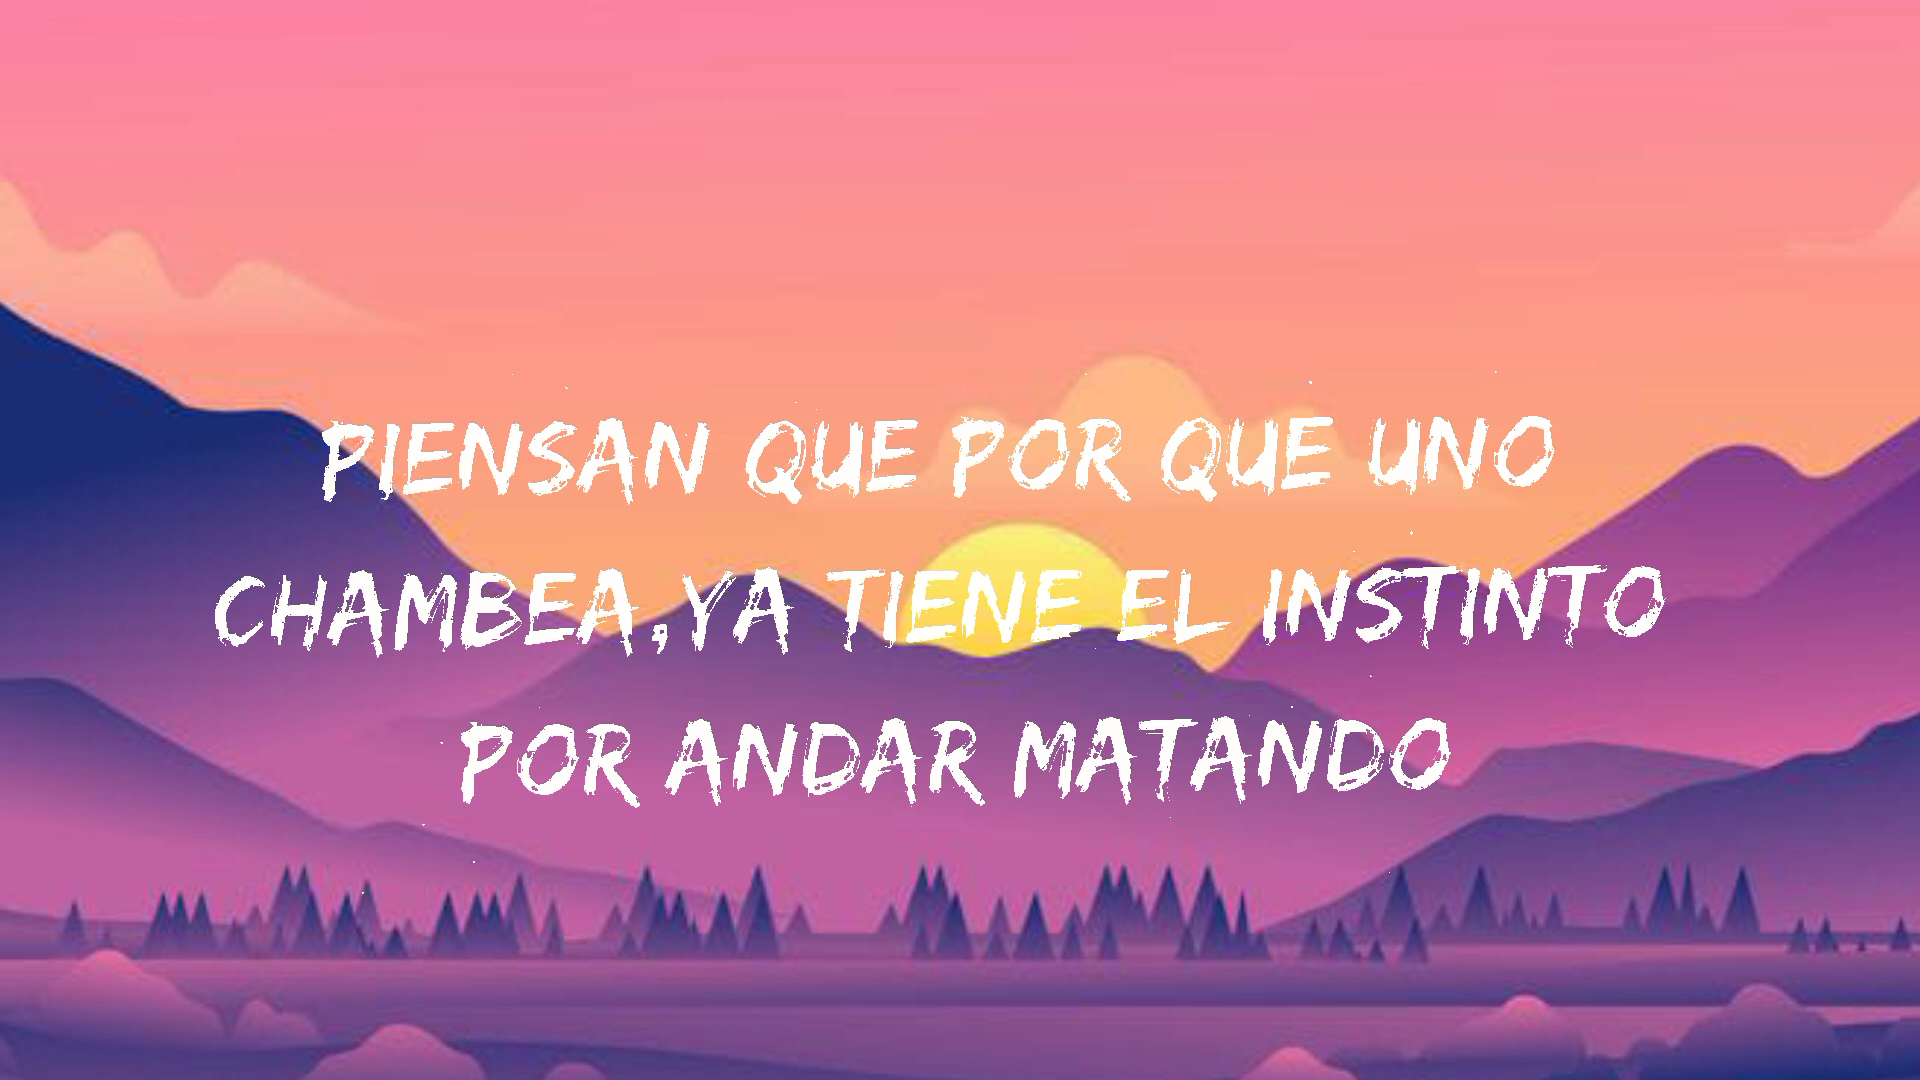 PIENSAN QUE POR QUE UNO
CHAMBEA,YA TIENE EL INSTINTO
POR ANDAR MATANDO